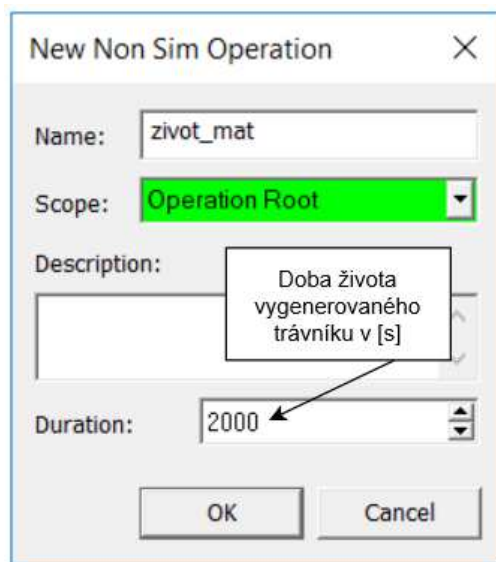 New Non Sim Operation
Name: zivot_mat
Scope: Operation Root
Description:
Doba života
vygenerovaného
trávníku v [s]
Duration: 2000
OK Cancel